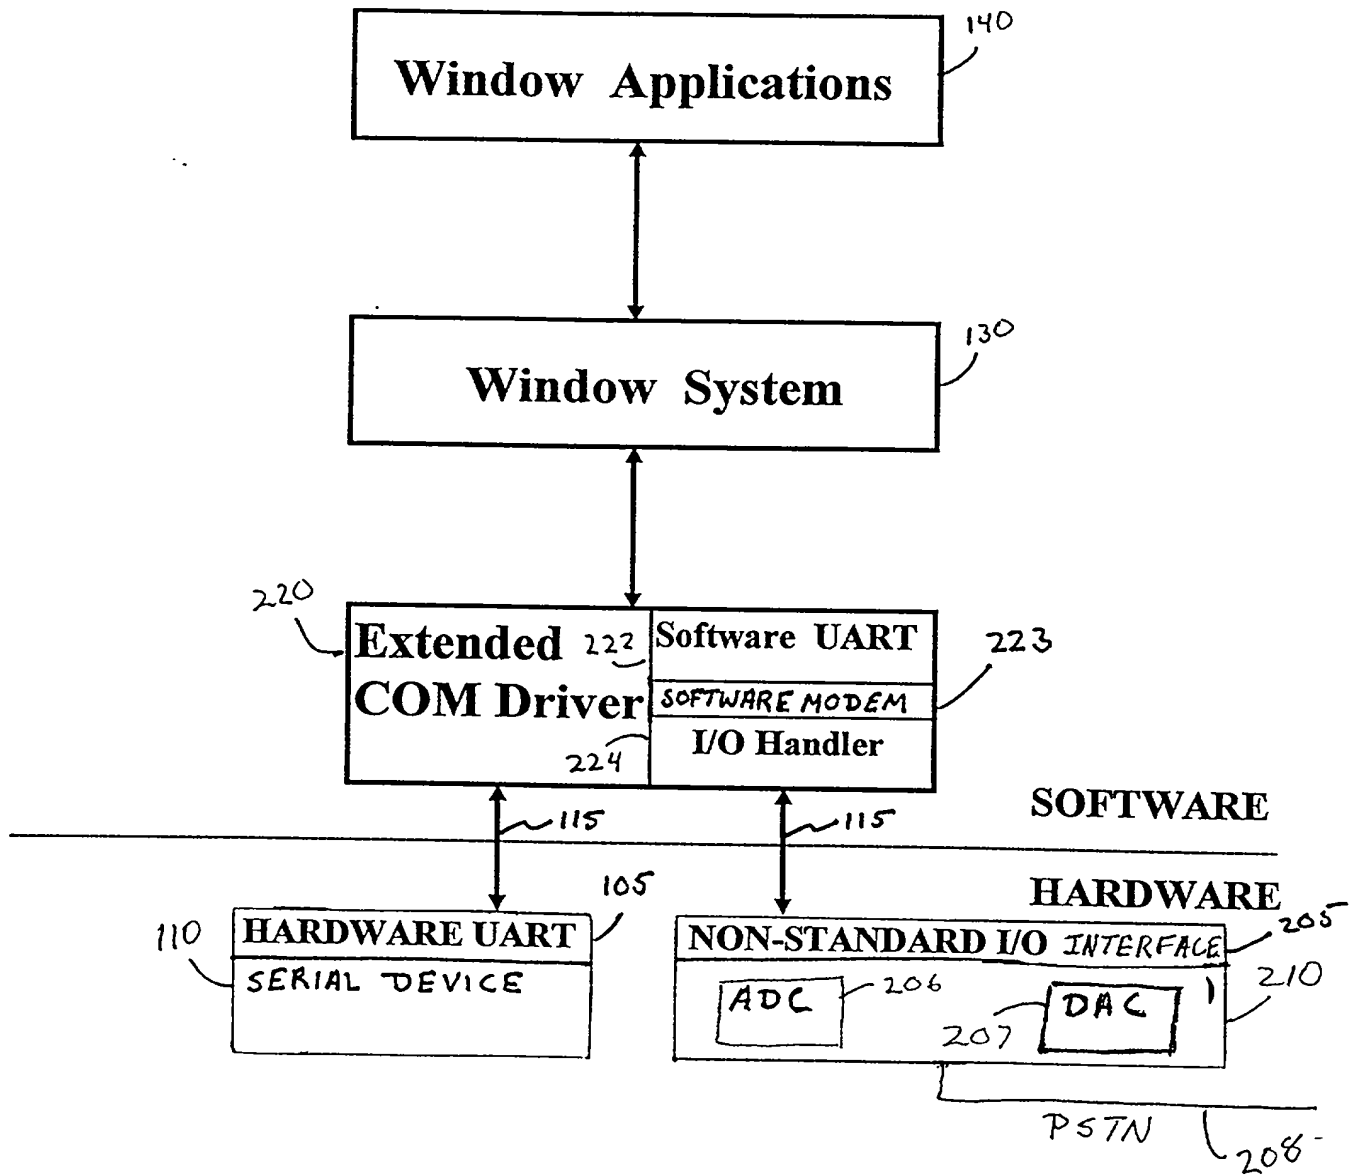 140
Window Applications
130
Window System
220
Extended
COM Driver
222
Software UART
SOFTWARE MODEM
223
224
I/O Handler
SOFTWARE
115
115
HARDWARE
110
HARDWARE UART
105
SERIAL DEVICE
NON-STANDARD I/O INTERFACE
205
ADC
206
207
DAC
210
PSTN
208